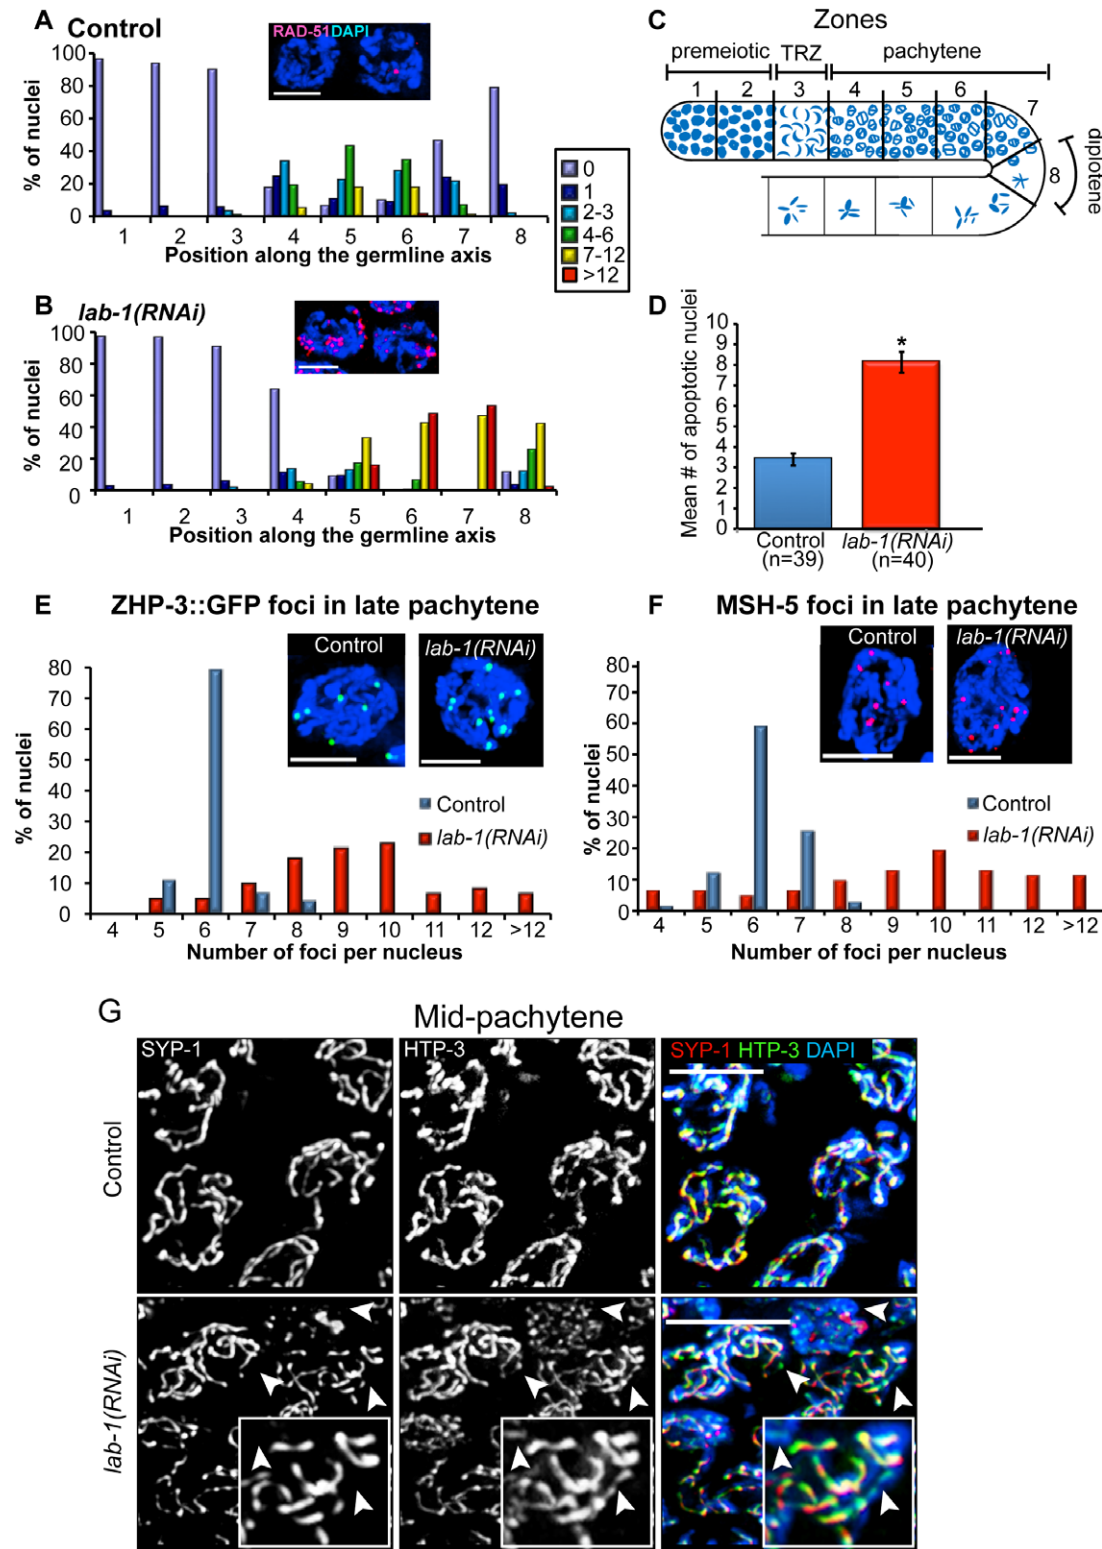 A Control
RAD-51DAPI
% of nuclei
100
80
60
40
20
0
1 2 3 4 5 6 7 8
Position along the germline axis
0
1
2-3
4-6
7-12
>12
B lab-1(RNAi)
% of nuclei
100
80
60
40
20
0
1 2 3 4 5 6 7 8
Position along the germline axis
C Zones
premeiotic TRZ pachytene
1 2 3 4 5 6 7
8
diplotene
D
Mean # of apoptotic nuclei
10
9
8
7
6
5
4
3
2
1
0
*
Control lab-1(RNAi)
(n=39) (n=40)
E ZHP-3::GFP foci in late pachytene
Control lab-1(RNAi)
% of nuclei
80
70
60
50
40
30
20
10
0
Control
lab-1(RNAi)
4 5 6 7 8 9 10 11 12 >12
Number of foci per nucleus
F MSH-5 foci in late pachytene
Control lab-1(RNAi)
% of nuclei
80
70
60
50
40
30
20
10
0
Control
lab-1(RNAi)
4 5 6 7 8 9 10 11 12 >12
Number of foci per nucleus
G Mid-pachytene
SYP-1 HTP-3 SYP-1 HTP-3 DAPI
Control
lab-1(RNAi)